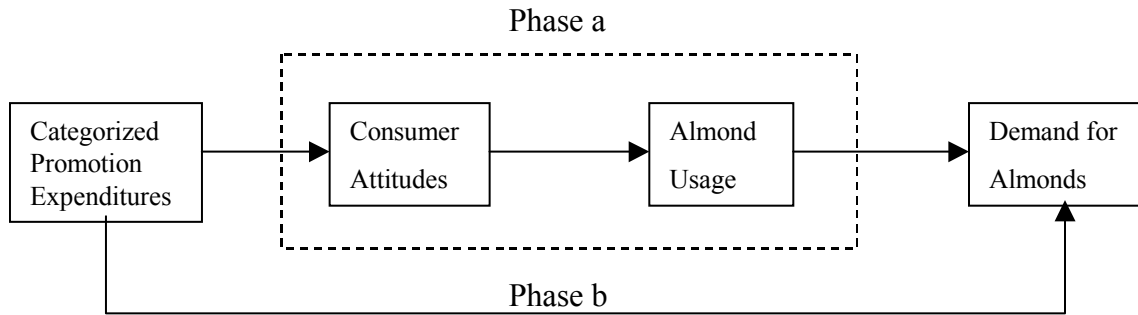 Phase a
Categorized
Promotion
Expenditures
Consumer
Attitudes
Almond
Usage
Demand for
Almonds
Phase b